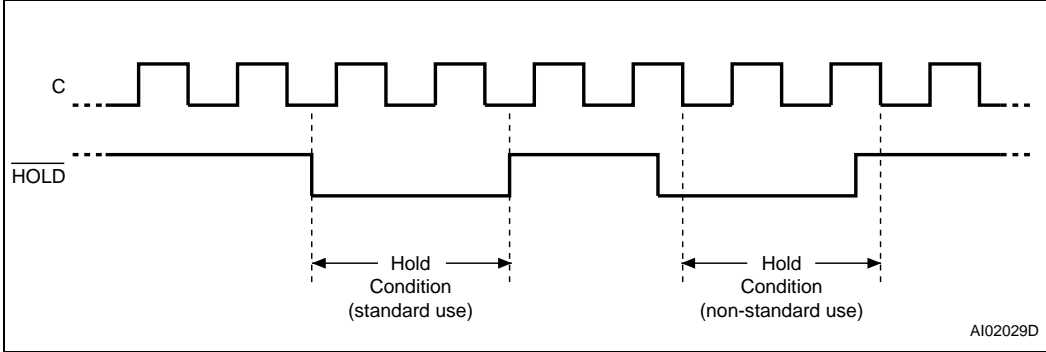 C
HOLD
Hold
Condition
(standard use)
Hold
Condition
(non-standard use)
AI02029D